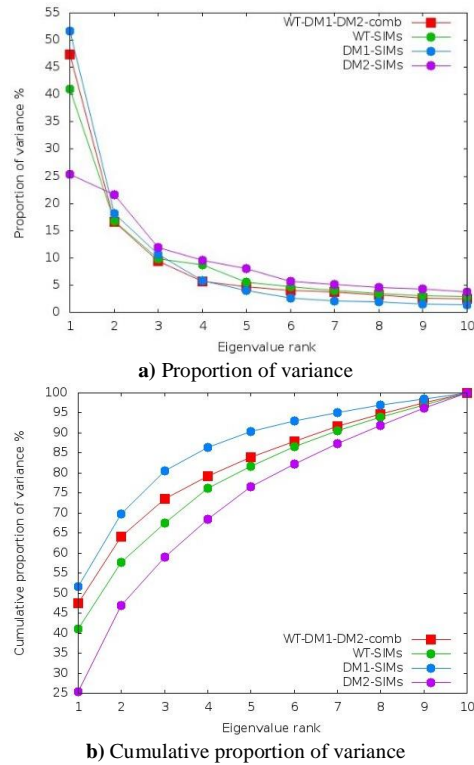 55
50
45
40
35
30
25
20
15
10
5
0
Proportion of variance %
WT-DM1-DM2-comb
WT-SIMs
DM1-SIMs
DM2-SIMs
1 2 3 4 5 6 7 8 9 10
Eigenvalue rank
a) Proportion of variance
100
95
90
85
80
75
70
65
60
55
50
45
40
35
30
25
Cumulative proportion of variance %
WT-DM1-DM2-comb
WT-SIMs
DM1-SIMs
DM2-SIMs
1 2 3 4 5 6 7 8 9 10
Eigenvalue rank
b) Cumulative proportion of variance